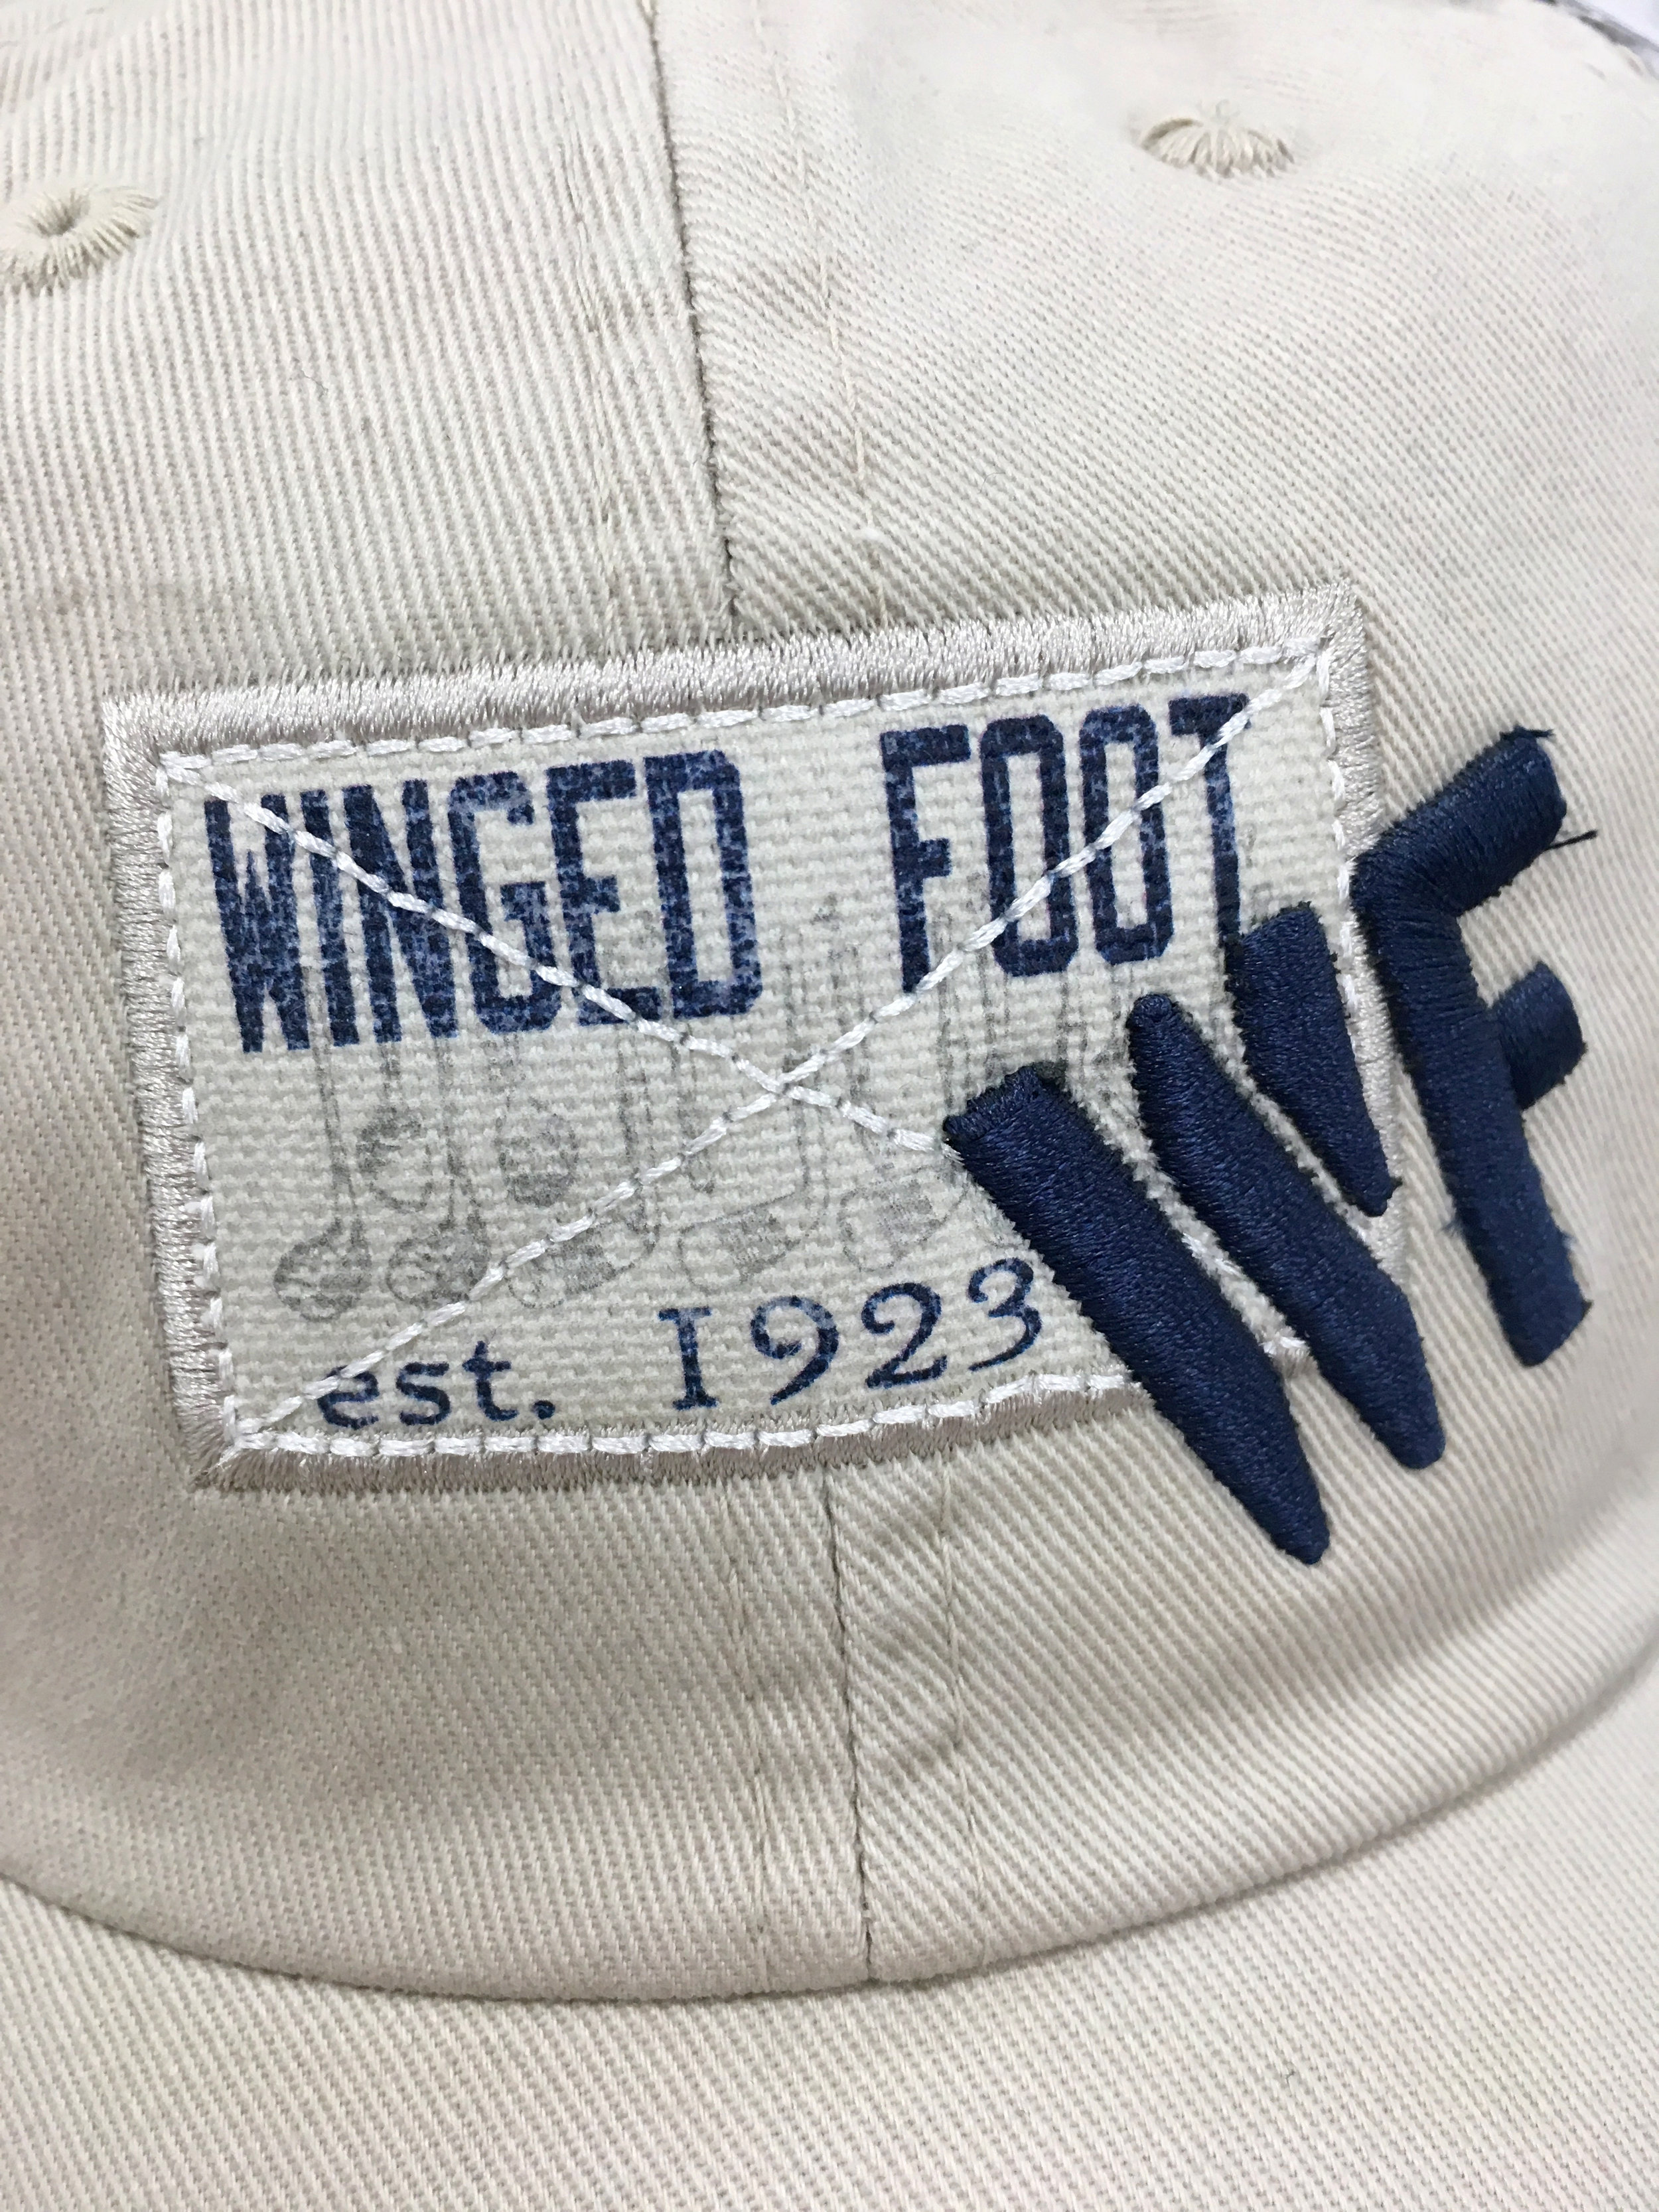 WINGED FOOT
WF
est. 1923